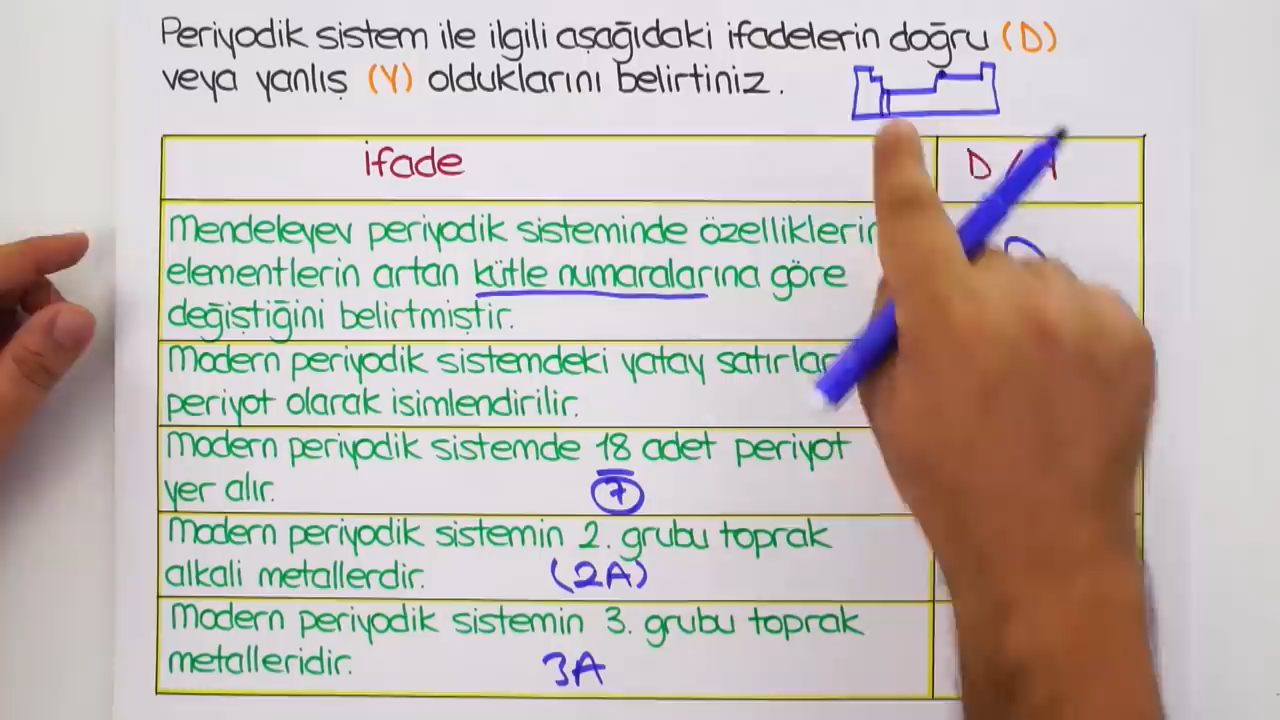 Periyodik sistem ile ilgili aşağıdaki ifadelerin doğru (D)
veya yanlış (Y) olduklarını belirtiniz.
ifade
D /
Mendeleyev periyodik sisteminde özelliklerin
elementlerin artan kütle numaralarına göre
değiştiğini belirtmiştir.
Modern periyodik sistemdeki yatay satırlar
periyot olarak isimlendirilir.
Modern periyodik sistemde 18 adet periyot
yer alır.
7
Modern periyodik sistemin 2. grubu toprak
alkali metallerdir.
(2A)
Modern periyodik sistemin 3. grubu toprak
metalleridir.
3A